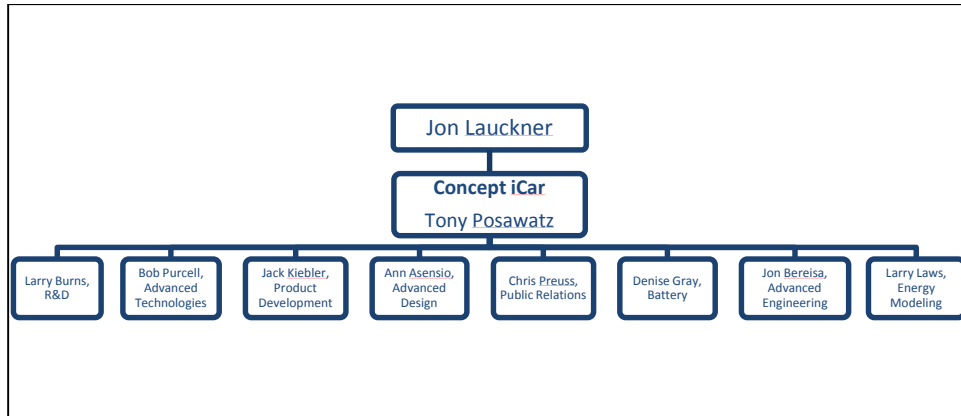 Jon Lauckner
Concept iCar
Tony Posawatz
Larry Burns,
R&D
Bob Purcell,
Advanced
Technologies
Jack Kiebler,
Product
Development
Ann Asensio,
Advanced
Design
Chris Preuss,
Public Relations
Denise Gray,
Battery
Jon Bereisa,
Advanced
Engineering
Larry Laws,
Energy
Modeling